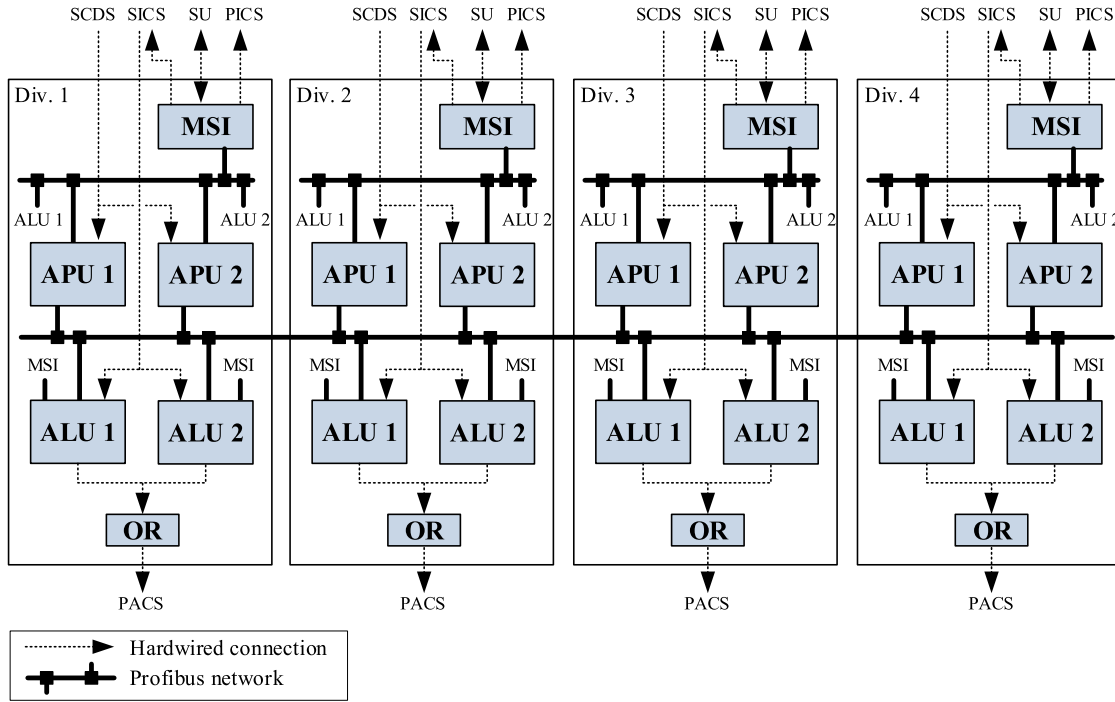 SCDS SICS SU PICS SCDS SICS SU PICS SCDS SICS SU PICS SCDS SICS SU PICS
Div. 1 Div. 2 Div. 3 Div. 4
MSI MSI MSI MSI
ALU 1 ALU 2 ALU 1 ALU 2 ALU 1 ALU 2 ALU 1 ALU 2
APU 1 APU 2 APU 1 APU 2 APU 1 APU 2 APU 1 APU 2
MSI MSI MSI MSI MSI MSI MSI MSI
ALU 1 ALU 2 ALU 1 ALU 2 ALU 1 ALU 2 ALU 1 ALU 2
OR OR OR OR
PACS PACS PACS PACS
Hardwired connection
Profibus network